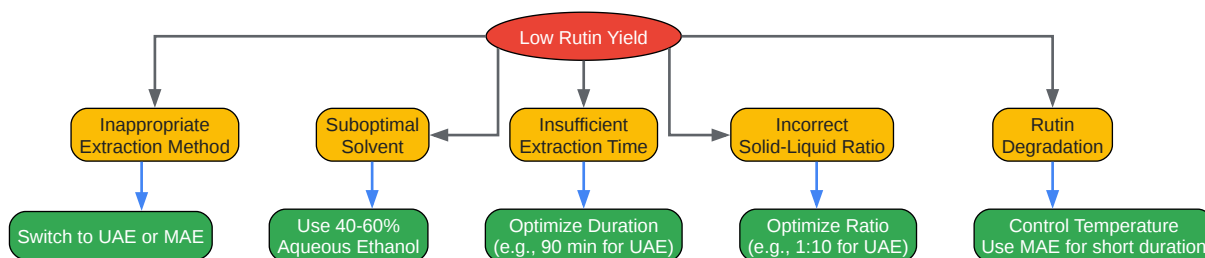 Low Rutin Yield
Inappropriate
Extraction Method
Suboptimal
Solvent
Insufficient
Extraction Time
Incorrect
Solid-Liquid Ratio
Rutin
Degradation
Switch to UAE or MAE
Use 40-60%
Aqueous Ethanol
Optimize Duration
(e.g., 90 min for UAE)
Optimize Ratio
(e.g., 1:10 for UAE)
Control Temperature
Use MAE for short duration